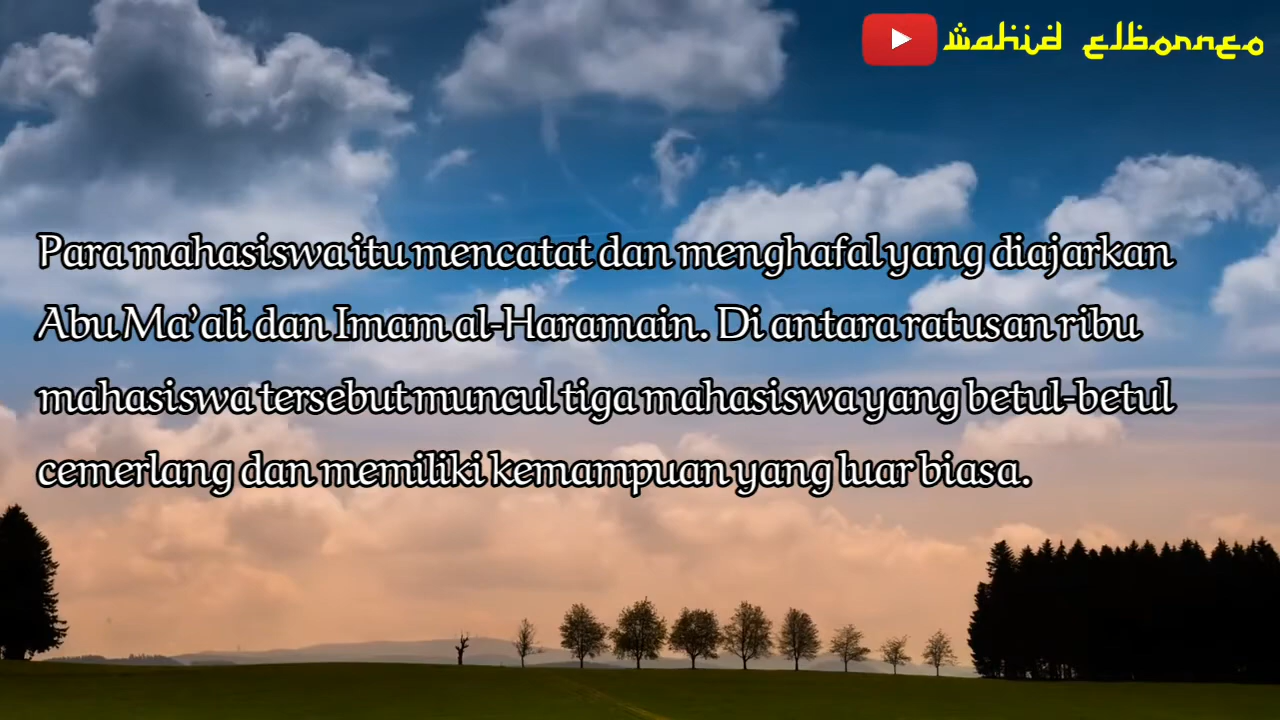 wahid elborneo
Para mahasiswa itu mencatat dan menghafal yang diajarkan
Abu Ma’ali dan Imam al-Haramain. Di antara ratusan ribu
mahasiswa tersebut muncul tiga mahasiswa yang betul-betul
cemerlang dan memiliki kemampuan yang luar biasa.